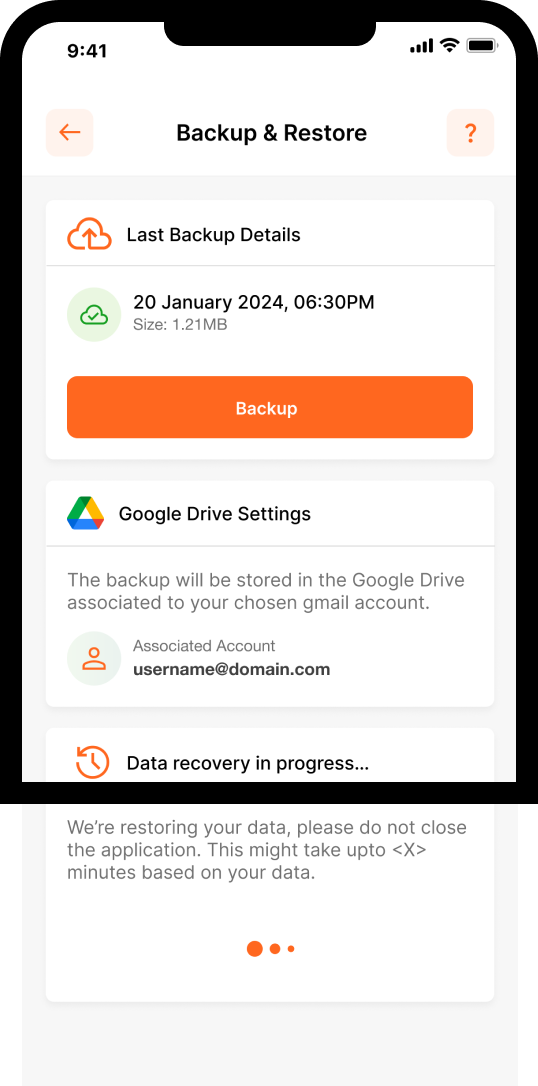 9:41
Backup & Restore
?
Last Backup Details
20 January 2024, 06:30PM
Size: 1.21MB
Backup
Google Drive Settings
The backup will be stored in the Google Drive
associated to your chosen gmail account.
Associated Account
username@domain.com
Data recovery in progress...
We’re restoring your data, please do not close
the application. This might take upto <X>
minutes based on your data.